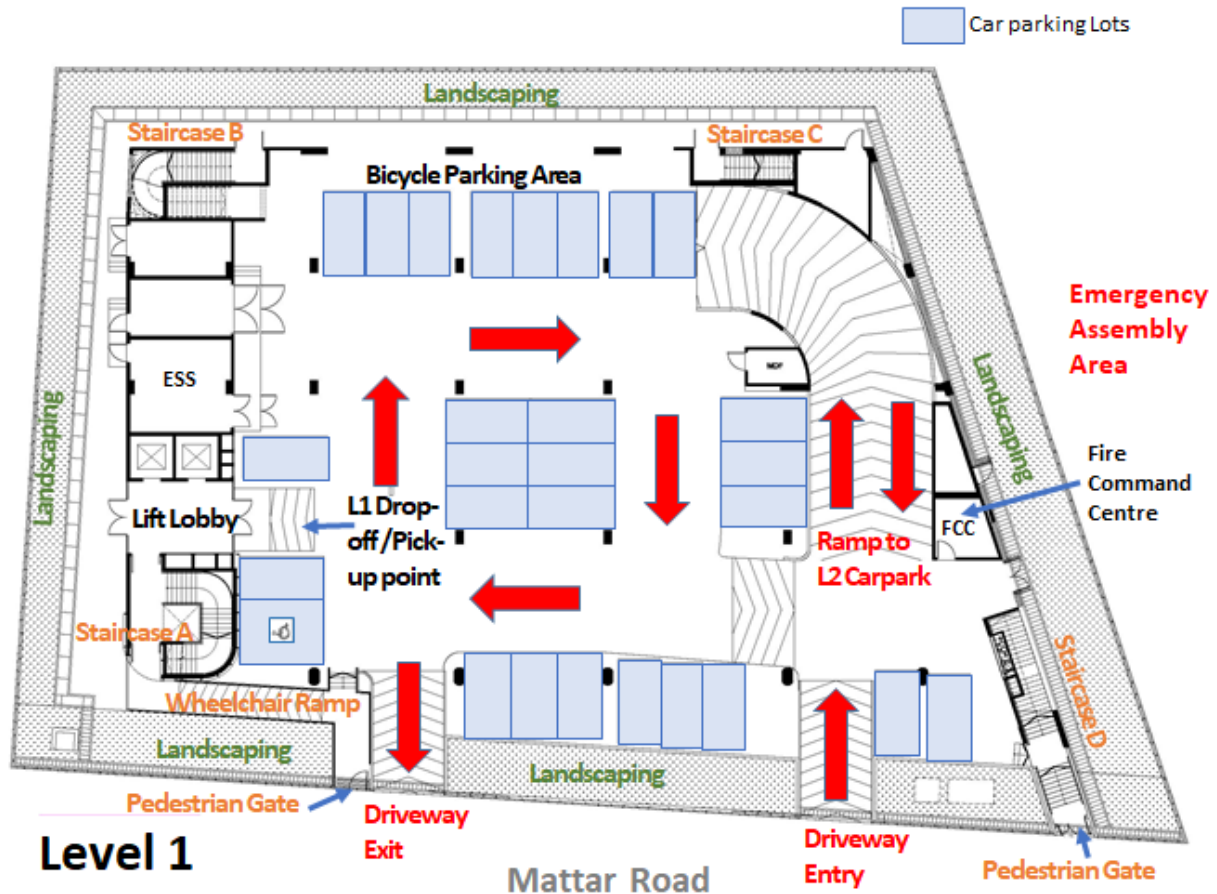 Car parking Lots
Landscaping
Staircase B
Staircase C
Bicycle Parking Area
Emergency
Assembly
Area
MDF
ESS
Landscaping
Landscaping
Fire
Command
Centre
Lift Lobby
L1 Drop-
off/Pick-
up point
FCC
Ramp to
L2 Carpark
Staircase A
Staircase D
Wheelchair Ramp
Landscaping
Landscaping
Pedestrian Gate
Driveway
Exit
Driveway
Entry
Pedestrian Gate
Level 1
Mattar Road